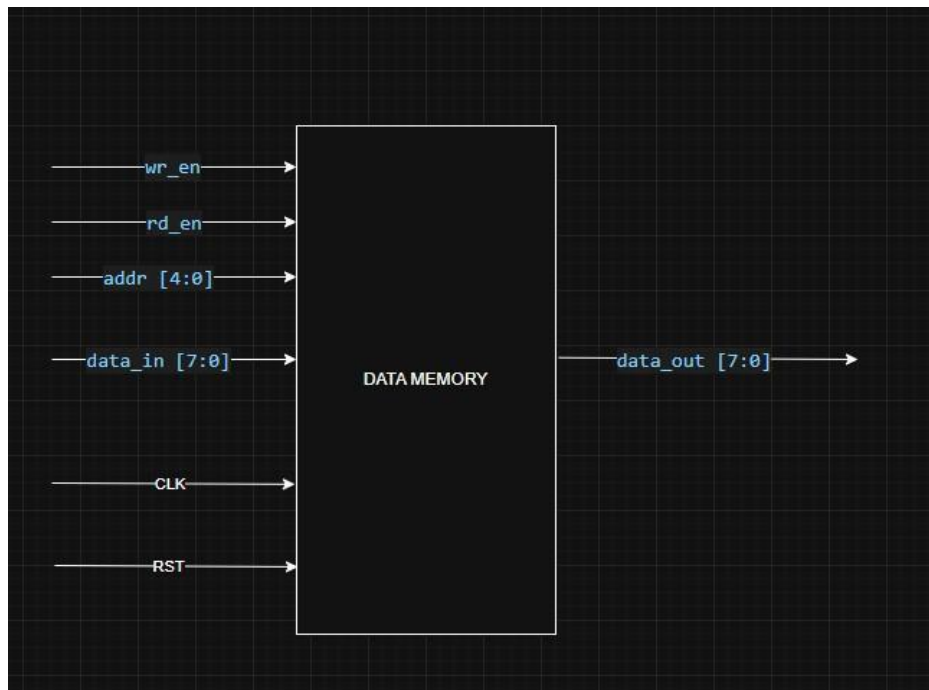 wr_en
rd_en
addr [4:0]
data_in [7:0]
DATA MEMORY
data_out [7:0]
CLK
RST